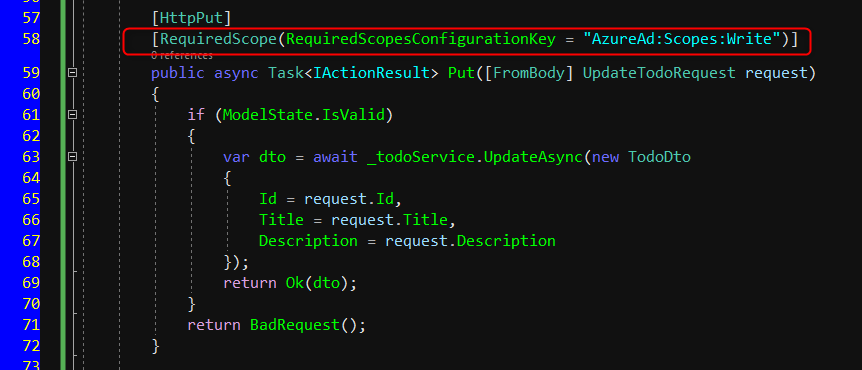 57 [HttpPut]
58 [RequiredScope(RequiredScopesConfigurationKey = "AzureAd:Scopes:Write")]
0 references
59 public async Task<IActionResult> Put([FromBody] UpdateTodoRequest request)
60 {
61 if (ModelState.IsValid)
62 {
63 var dto = await _todoService.UpdateAsync(new TodoDto
64 {
65 Id = request.Id,
66 Title = request.Title,
67 Description = request.Description
68 });
69 return Ok(dto);
70 }
71 return BadRequest();
72 }
73